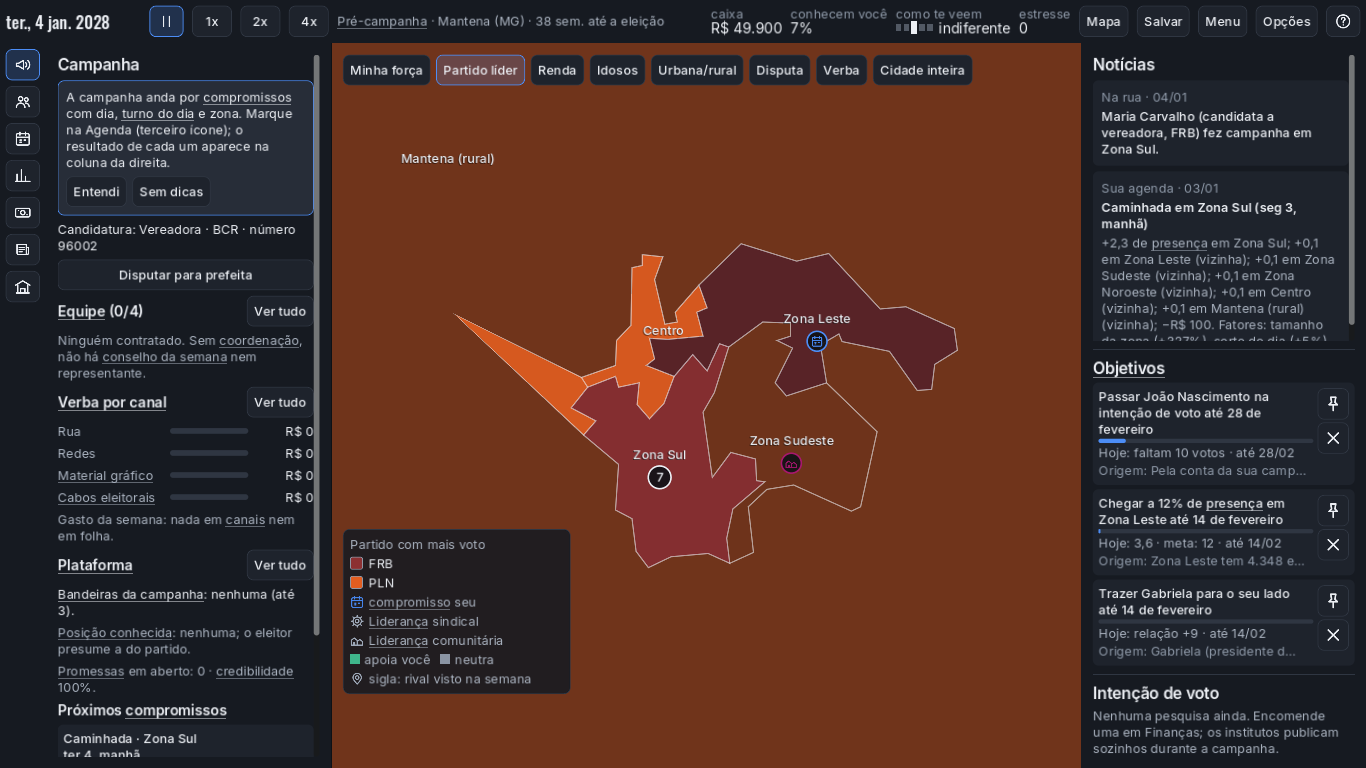 ter., 4 jan. 2028
1x
2x
4x
Pré-campanha · Mantena (MG) · 38 sem. até a eleição
caixa
R$ 49.900
conhecem você
7%
como te veem
indiferente
estresse
0
Mapa
Salvar
Menu
Opções
Campanha
A campanha anda por compromissos
com dia, turno do dia e zona. Marque
na Agenda (terceiro ícone); o
resultado de cada um aparece na
coluna da direita.
Entendi
Sem dicas
Candidatura: Vereadora · BCR · número
96002
Disputar para prefeita
Equipe (0/4)
Ver tudo
Ninguém contratado. Sem coordenação,
não há conselho da semana nem
representante.
Verba por canal
Ver tudo
Rua
R$ 0
Redes
R$ 0
Material gráfico
R$ 0
Cabos eleitorais
R$ 0
Gasto da semana: nada em canais nem
em folha.
Plataforma
Ver tudo
Bandeiras da campanha: nenhuma (até
3).
Posição conhecida: nenhuma; o eleitor
presume a do partido.
Promessas em aberto: 0 · credibilidade
100%.
Próximos compromissos
Caminhada · Zona Sul
ter 4, manhã
Minha força
Partido líder
Renda
Idosos
Urbana/rural
Disputa
Verba
Cidade inteira
Mantena (rural)
Zona Leste
Centro
Zona Sudeste
Zona Sul
7
Partido com mais voto
FRB
PLN
compromisso seu
Liderança sindical
Liderança comunitária
apoia você
neutra
sigla: rival visto na semana
Notícias
Na rua · 04/01
Maria Carvalho (candidata a
vereadora, FRB) fez campanha em
Zona Sul.
Sua agenda · 03/01
Caminhada em Zona Sul (seg 3,
manhã)
+2,3 de presença em Zona Sul; +0,1
em Zona Leste (vizinha); +0,1 em Zona
Sudeste (vizinha); +0,1 em Zona
Noroeste (vizinha); +0,1 em Centro
(vizinha); +0,1 em Mantena (rural)
(vizinha); −R$ 100. Fatores: tamanho
Objetivos
Passar João Nascimento na
intenção de voto até 28 de
fevereiro
Hoje: faltam 10 votos · até 28/02
Origem: Pela conta da sua camp...
Chegar a 12% de presença em
Zona Leste até 14 de fevereiro
Hoje: 3,6 · meta: 12 · até 14/02
Origem: Zona Leste tem 4.348 e...
Trazer Gabriela para o seu lado
até 14 de fevereiro
Hoje: relação +9 · até 14/02
Origem: Gabriela (presidente d...
Intenção de voto
Nenhuma pesquisa ainda. Encomende
uma em Finanças; os institutos publicam
sozinhos durante a campanha.